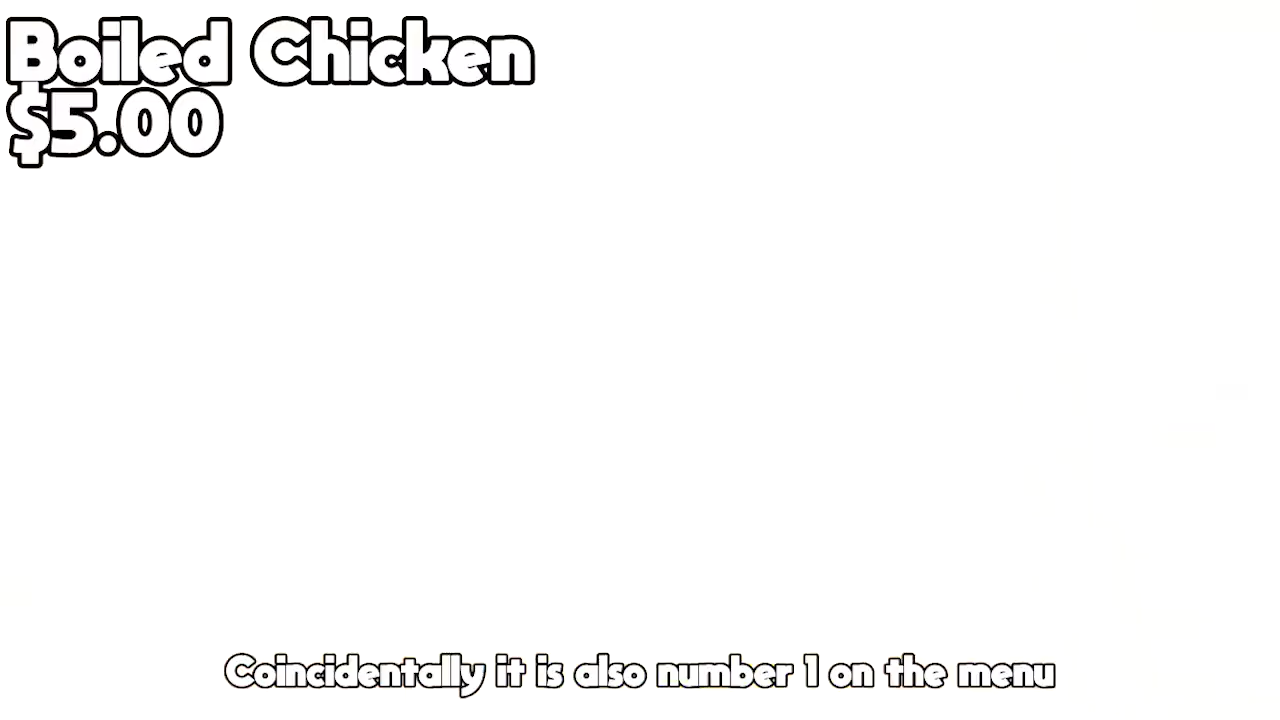 Boiled Chicken
$5.00
Coincidentally it is also number 1 on the menu